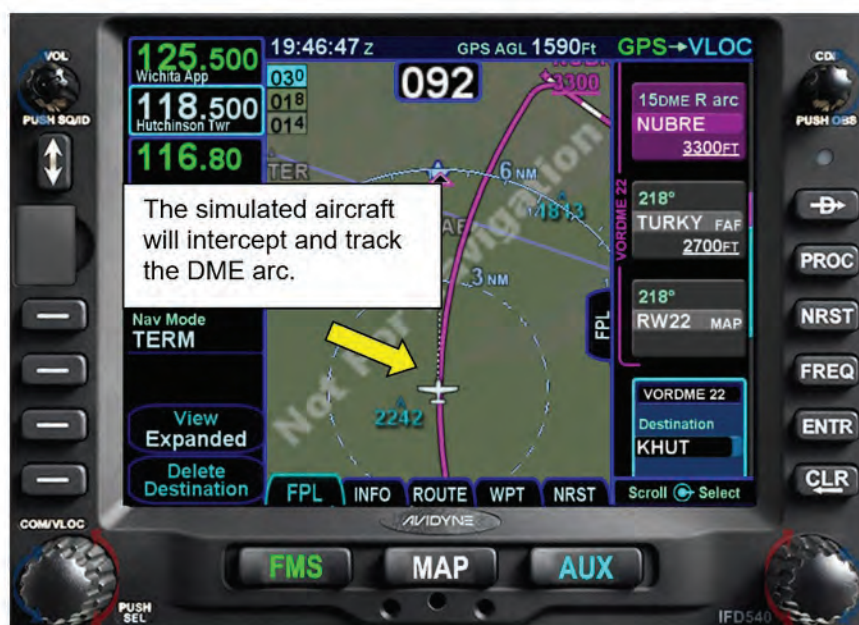 VOL
PUSH SQ/ID
125.500
Wichita App
118.500
Hutchinson Twr
116.80
19:46:47 Z
GPS AGL 1590Ft
GPS→VLOC
030
018
014
092
3300
TER
6 NM
1813
3 NM
2242
Not For Navigation
The simulated aircraft
will intercept and track
the DME arc.
Nav Mode
TERM
View
Expanded
Delete
Destination
FPL
VORDME 22
15DME R arc
NUBRE
3300FT
218°
TURKY FAF
2700FT
218°
RW22 MAP
VORDME 22
Destination
KHUT
FPL
INFO
ROUTE
WPT
NRST
Scroll Select
CDI
PUSH OBS
D
PROC
NRST
FREQ
ENTR
CLR
AVIDYNE
COM/VLOC
PUSH
SEL
FMS
MAP
AUX
IFD540